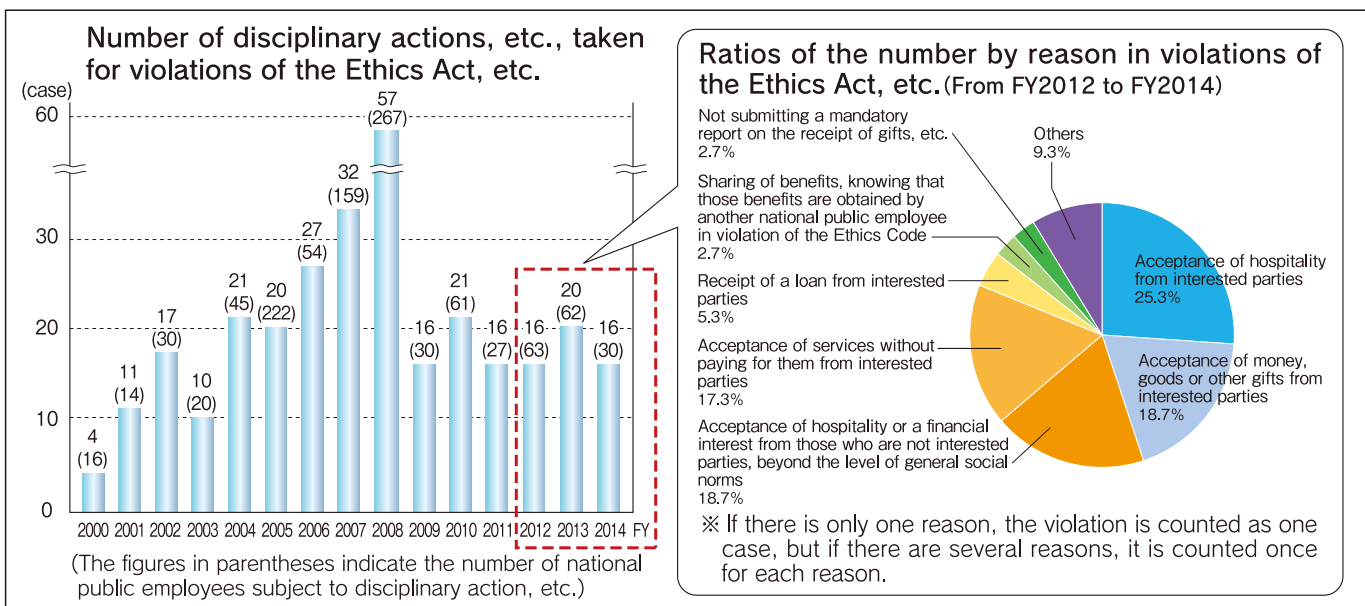 Number of disciplinary actions, etc., taken
for violations of the Ethics Act, etc.
(case)
60
30
20
10
0
4
(16)
11
(14)
17
(30)
10
(20)
21
(45)
20
(222)
27
(54)
32
(159)
57
(267)
16
(30)
21
(61)
16
(27)
16
(63)
20
(62)
16
(30)
2000 2001 2002 2003 2004 2005 2006 2007 2008 2009 2010 2011 2012 2013 2014 FY
(The figures in parentheses indicate the number of national
public employees subject to disciplinary action, etc.)
Ratios of the number by reason in violations of
the Ethics Act, etc. (From FY2012 to FY2014)
Not submitting a mandatory
report on the receipt of gifts, etc.
2.7%
Others
9.3%
Sharing of benefits, knowing that
those benefits are obtained by
another national public employee
in violation of the Ethics Code
2.7%
Receipt of a loan from interested
parties
5.3%
Acceptance of services without
paying for them from interested
parties
17.3%
Acceptance of hospitality or a financial
interest from those who are not interested
parties, beyond the level of general social
norms
18.7%
Acceptance of hospitality
from interested parties
25.3%
Acceptance of money,
goods or other gifts from
interested parties
18.7%
※ If there is only one reason, the violation is counted as one
case, but if there are several reasons, it is counted once
for each reason.